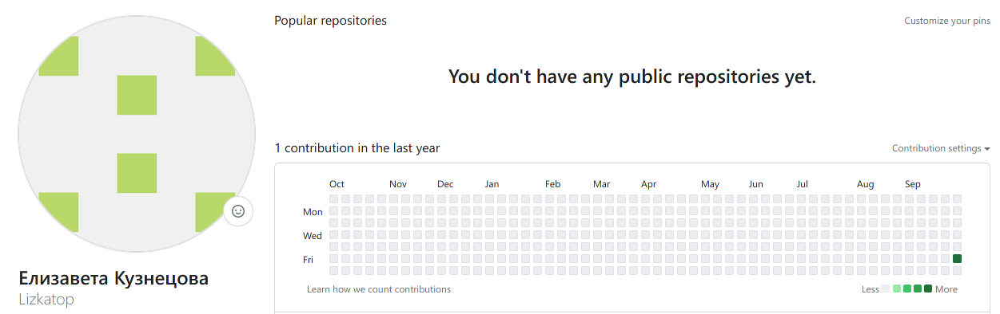 Popular repositories
Customize your pins
You don't have any public repositories yet.
1 contribution in the last year
Contribution settings
Oct Nov Dec Jan Feb Mar Apr May Jun Jul Aug Sep
Mon
Wed
Fri
Learn how we count contributions
Less More
Елизавета Кузнецова
Lizkatop